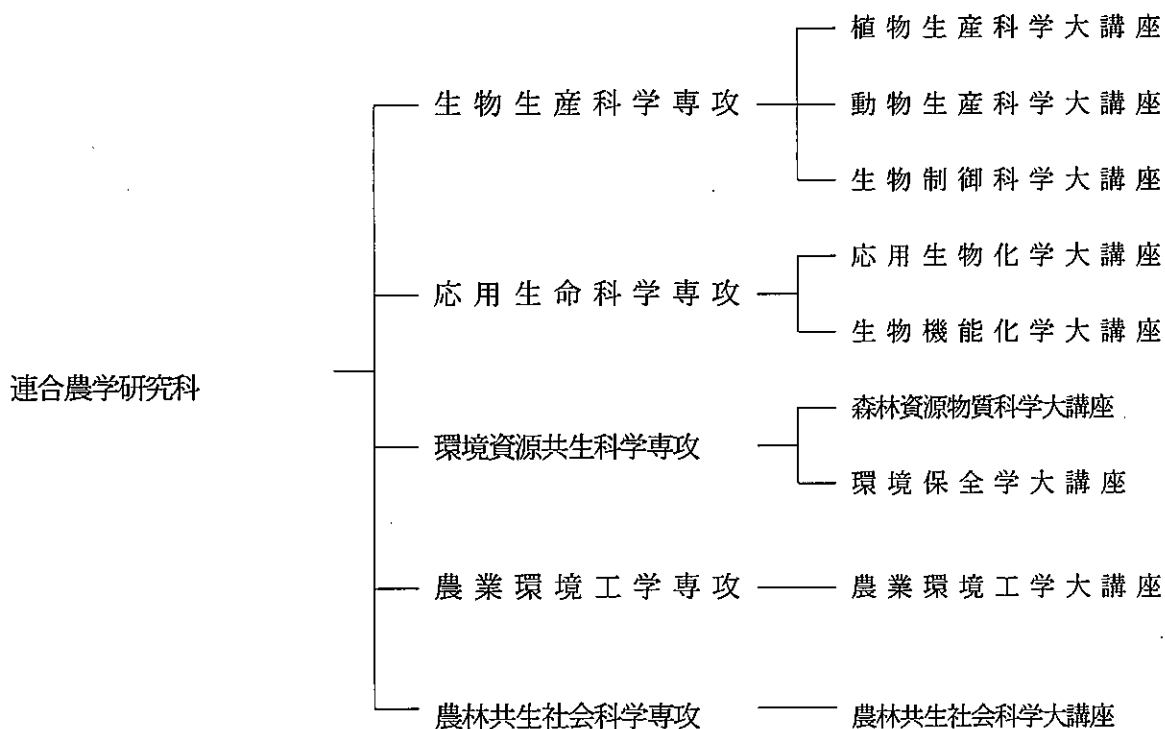 連合農学研究科
生物生産科学専攻
植物生産科学大講座
動物生産科学大講座
生物制御科学大講座
応用生命科学専攻
応用生物化学大講座
生物機能化学大講座
環境資源共生科学専攻
森林資源物質科学大講座
環境保全学大講座
農業環境工学専攻
農業環境工学大講座
農林共生社会科学専攻
農林共生社会科学大講座